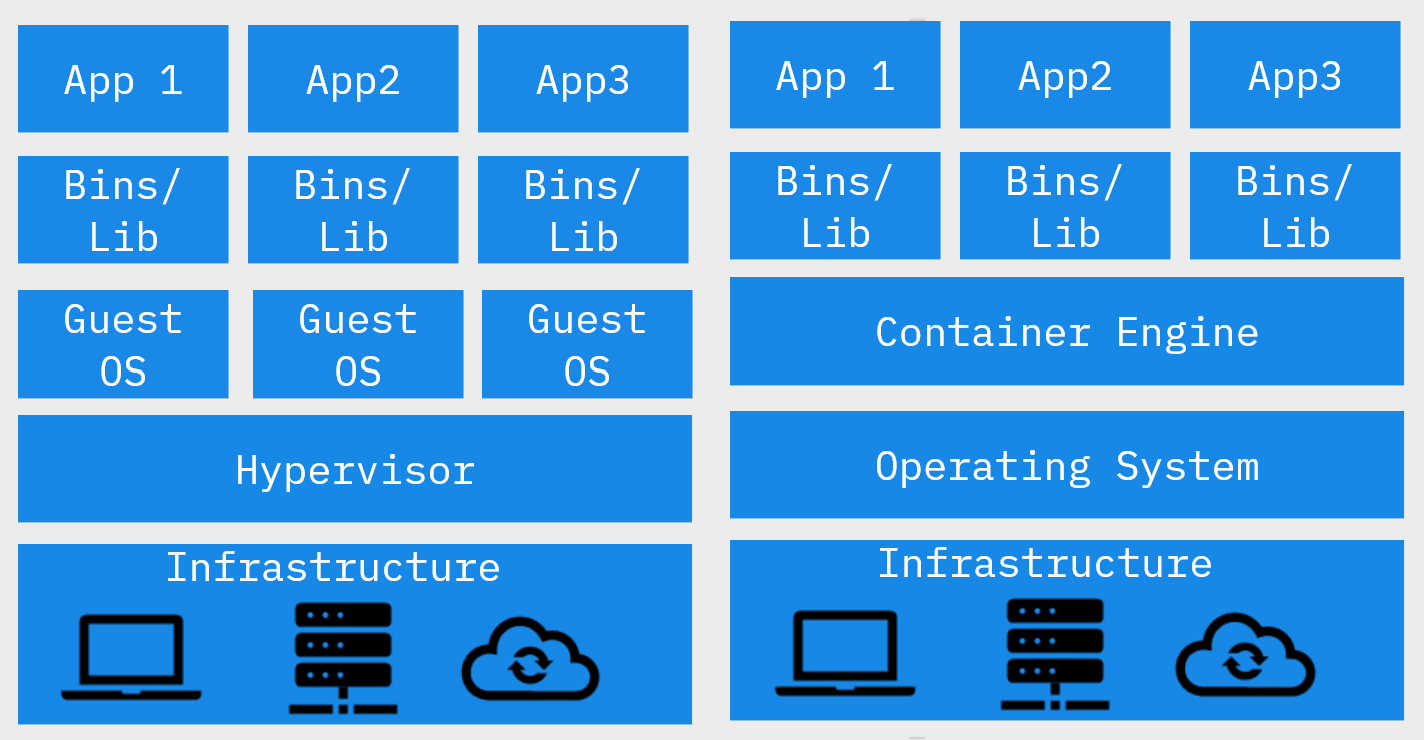 App 1
App2
App3
Bins/
Lib
Bins/
Lib
Bins/
Lib
Guest
OS
Guest
OS
Guest
OS
Hypervisor
Infrastructure
App 1
App2
App3
Bins/
Lib
Bins/
Lib
Bins/
Lib
Container Engine
Operating System
Infrastructure